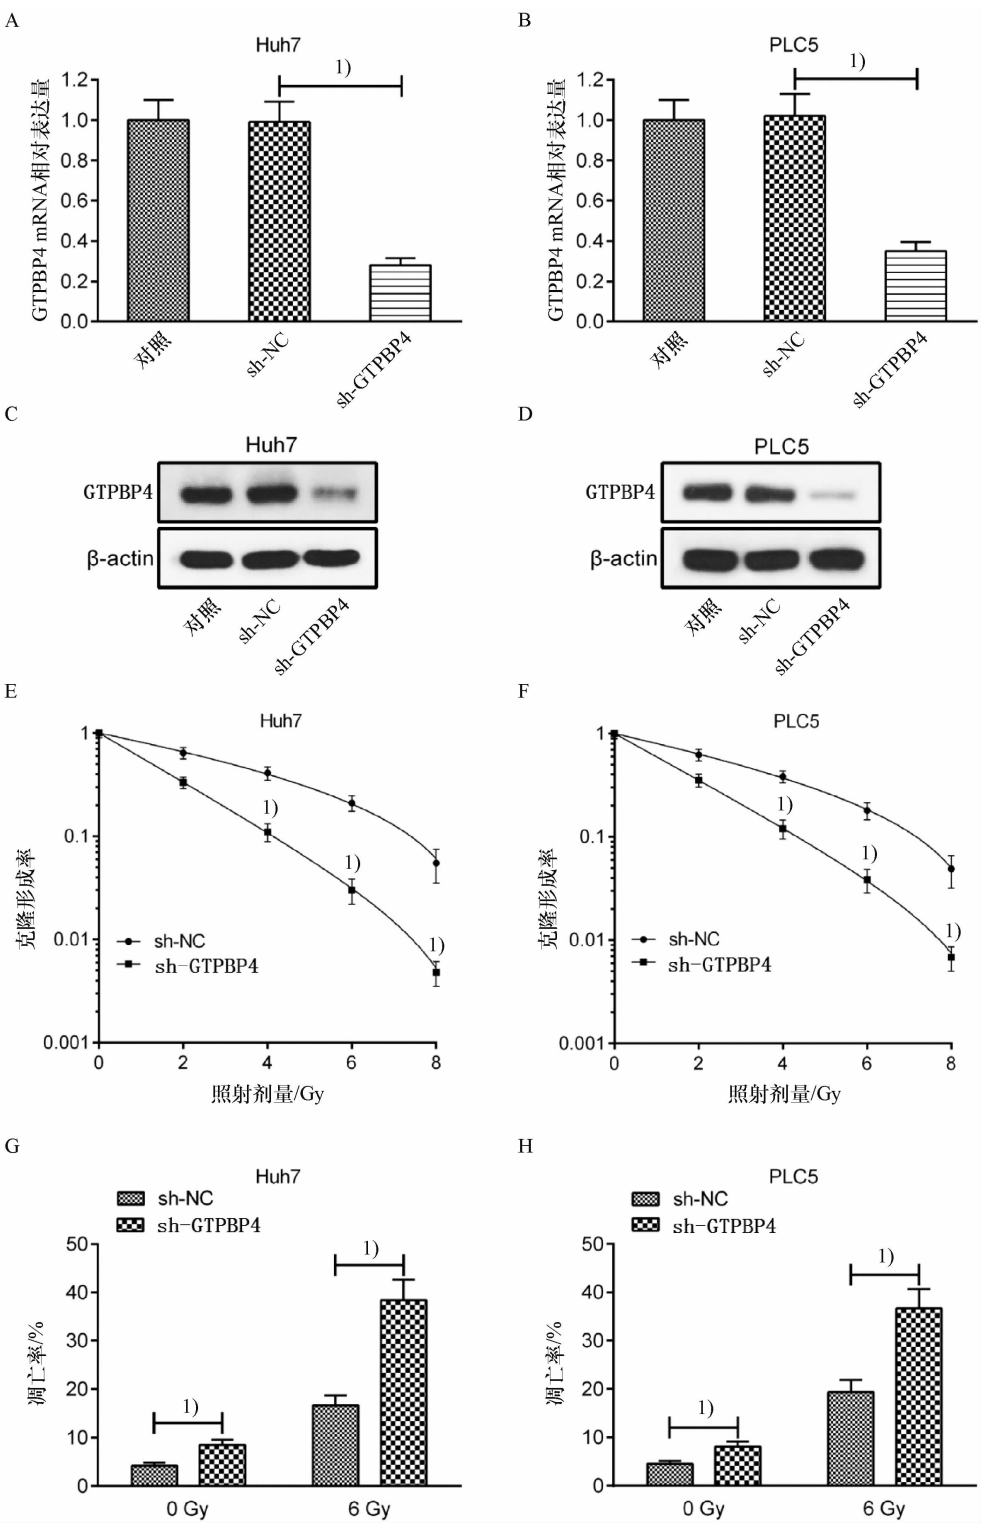 A
Huh7
GTPBP4 mRNA相对表达量
1.2
1.0
0.8
0.6
0.4
0.2
0.0
1)
对照
sh-NC
sh-GTPBP4
B
PLC5
GTPBP4 mRNA相对表达量
1.2
1.0
0.8
0.6
0.4
0.2
0.0
1)
对照
sh-NC
sh-GTPBP4
C
Huh7
GTPBP4
β-actin
对照
sh-NC
sh-GTPBP4
D
PLC5
GTPBP4
β-actin
对照
sh-NC
sh-GTPBP4
E
Huh7
克隆形成率
1
0.1
0.01
0.001
1)
1)
1)
sh-NC
sh-GTPBP4
0
2
4
6
8
照射剂量/Gy
F
PLC5
克隆形成率
1
0.1
0.01
0.001
1)
1)
1)
sh-NC
sh-GTPBP4
0
2
4
6
8
照射剂量/Gy
G
Huh7
sh-NC
sh-GTPBP4
凋亡率/%
50
40
30
20
10
0
1)
1)
0 Gy
6 Gy
H
PLC5
sh-NC
sh-GTPBP4
凋亡率/%
50
40
30
20
10
0
1)
1)
0 Gy
6 Gy